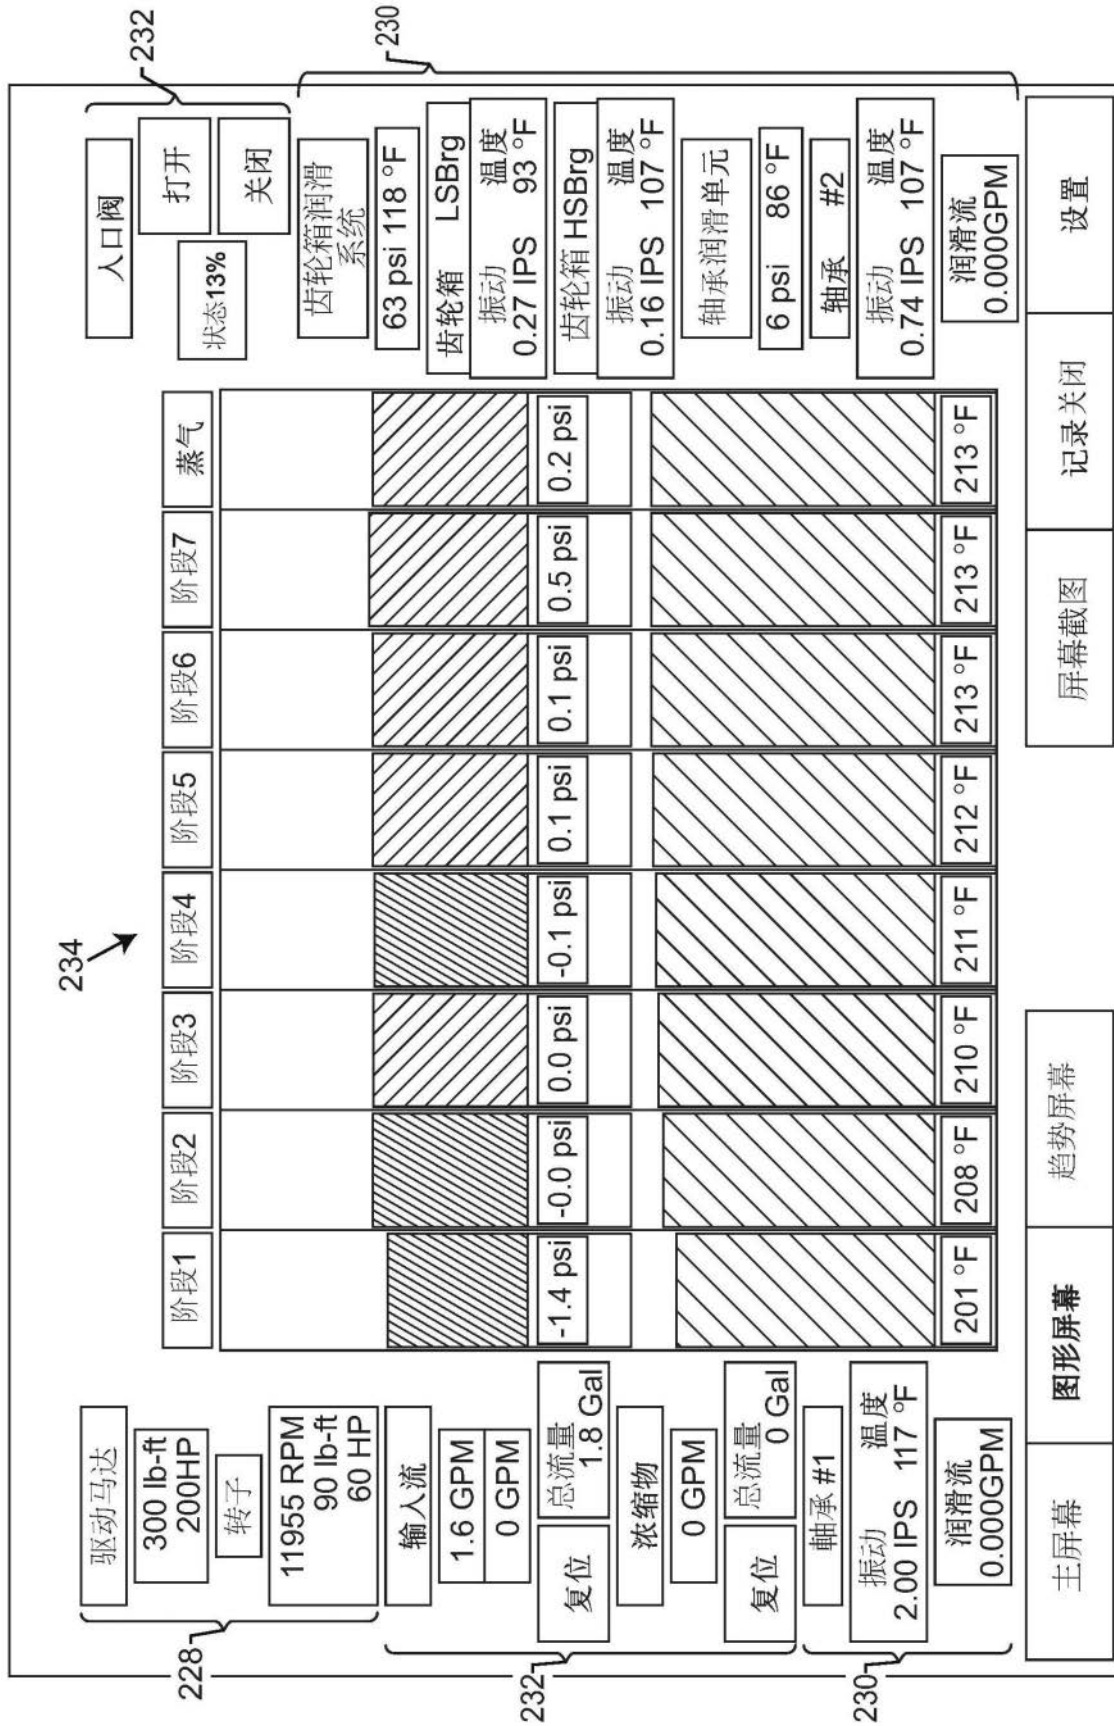 234
228
驱动马达
300 lb-ft
200HP
转子
11955 RPM
90 lb-ft
60 HP
232
输入流
1.6 GPM
0 GPM
复位
总流量
1.8 Gal
浓缩物
0 GPM
复位
总流量
0 Gal
230
軸承 #1
振动 温度
2.00 IPS 117 °F
润滑流
0.000GPM
阶段1
阶段2
阶段3
阶段4
阶段5
阶段6
阶段7
蒸气
-1.4 psi
-0.0 psi
0.0 psi
-0.1 psi
0.1 psi
0.1 psi
0.5 psi
0.2 psi
201 °F
208 °F
210 °F
211 °F
212 °F
213 °F
213 °F
213 °F
232
入口阀
状态13%
打开
关闭
230
齿轮箱润滑
系统
63 psi 118 °F
齿轮箱 LSBrg
振动 温度
0.27 IPS 93 °F
齿轮箱 HSBrg
振动 温度
0.16 IPS 107 °F
轴承润滑单元
6 psi 86 °F
轴承 #2
振动 温度
0.74 IPS 107 °F
润滑流
0.000GPM
主屏幕
图形屏幕
趋势屏幕
屏幕截图
记录关闭
设置